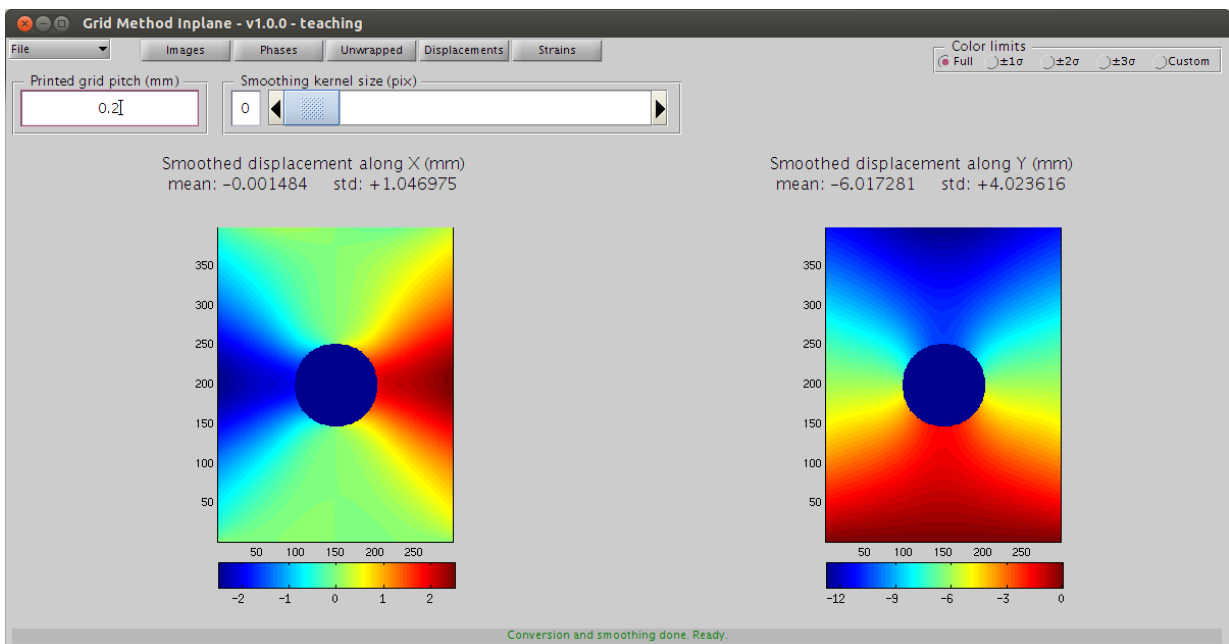 Grid Method Inplane - v1.0.0 - teaching
File Images Phases Unwrapped Displacements Strains
Color limits
Full ±1σ ±2σ ±3σ Custom
Printed grid pitch (mm)
0.2
Smoothing kernel size (pix)
0
Smoothed displacement along X (mm)
mean: −0.001484 std: +1.046975
350
300
250
200
150
100
50
50 100 150 200 250
−2 −1 0 1 2
Smoothed displacement along Y (mm)
mean: −6.017281 std: +4.023616
350
300
250
200
150
100
50
50 100 150 200 250
−12 −9 −6 −3 0
Conversion and smoothing done. Ready.